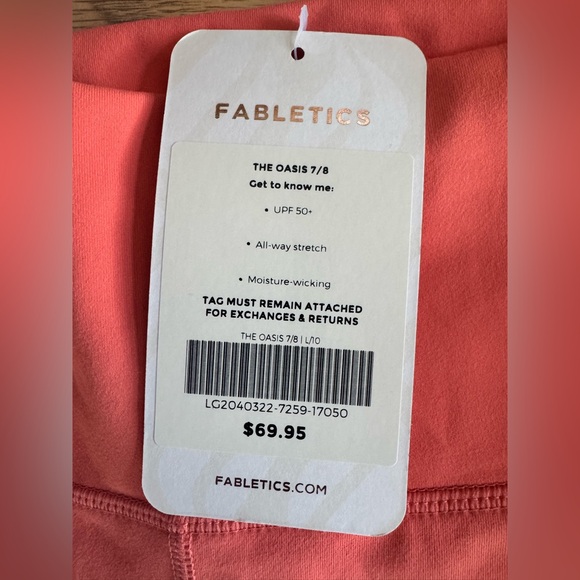 FABLETICS
THE OASIS 7/8
Get to know me:
• UPF 50+
• All-way stretch
• Moisture-wicking
TAG MUST REMAIN ATTACHED
FOR EXCHANGES & RETURNS
THE OASIS 7/8 | L/10
LG2040322-7259-17050
$69.95
FABLETICS.COM